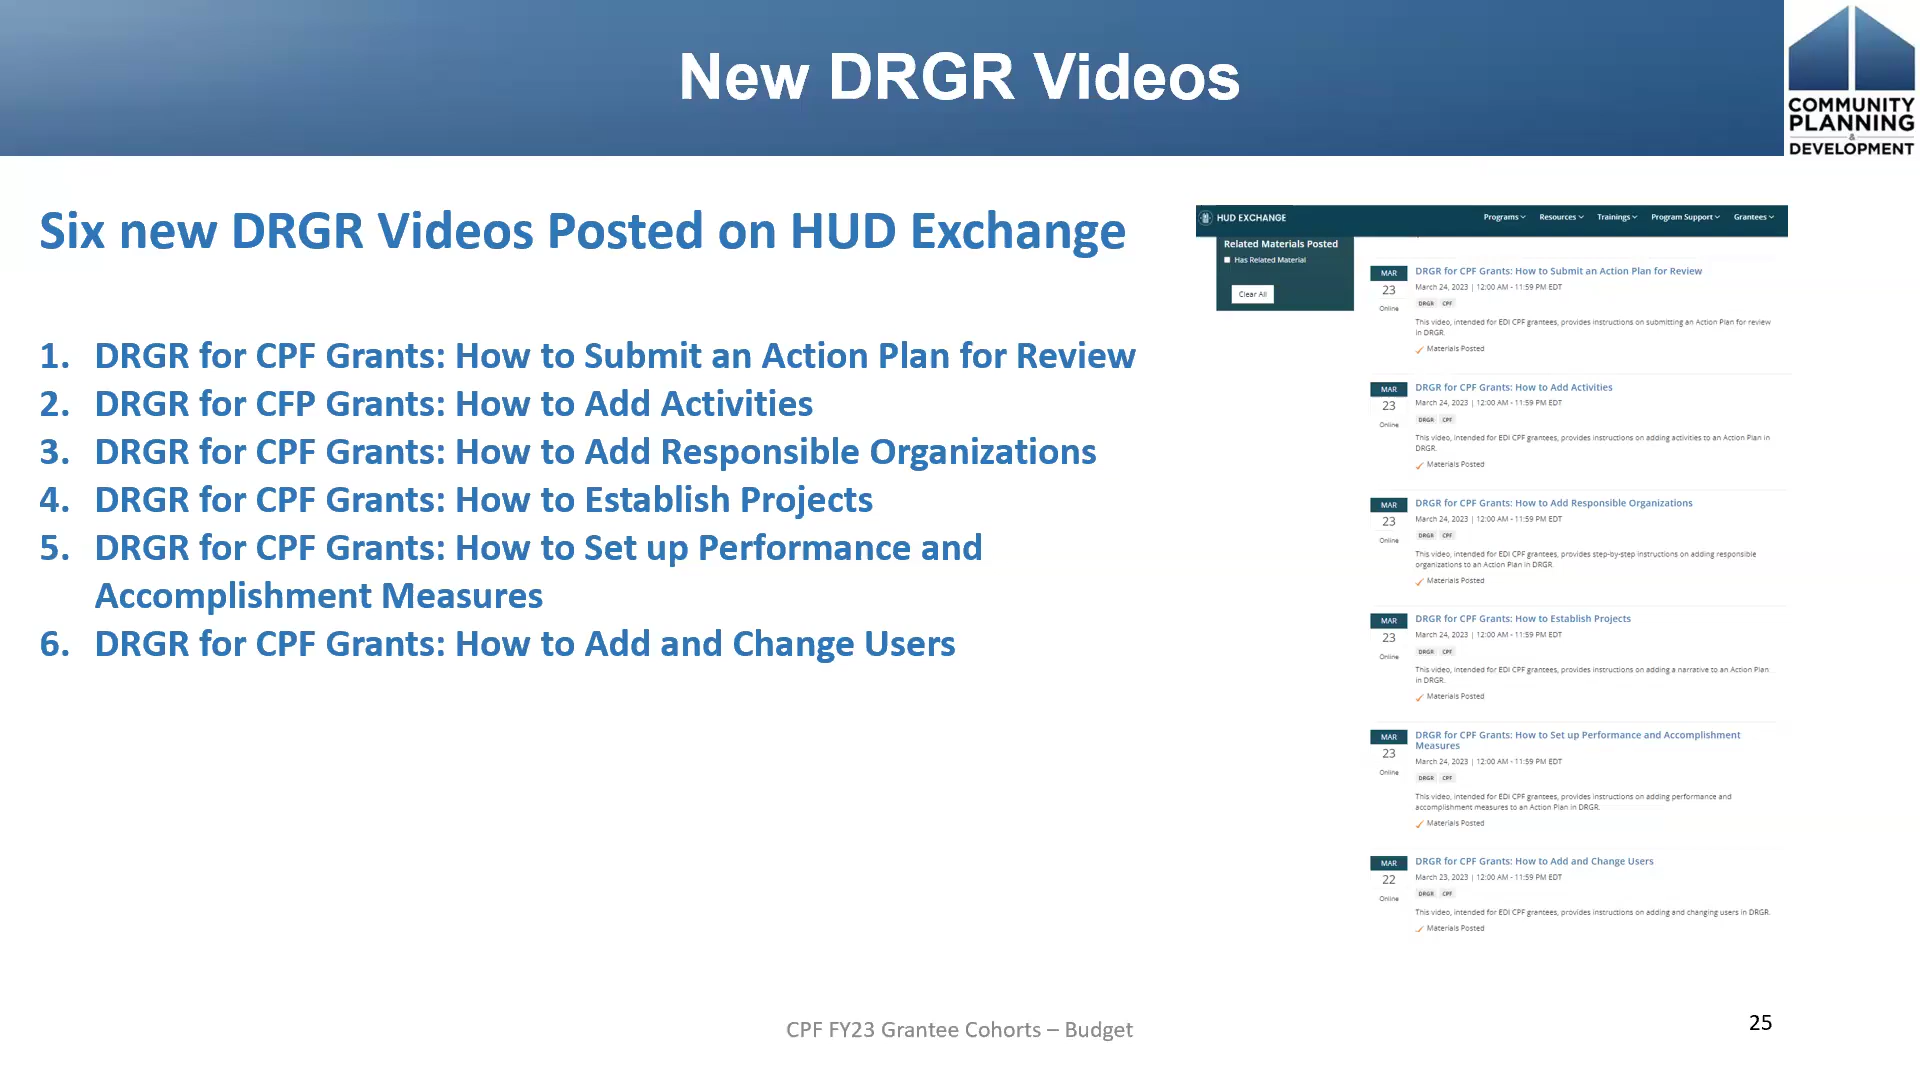 New DRGR Videos
COMMUNITY
PLANNING
&
DEVELOPMENT
Six new DRGR Videos Posted on HUD Exchange
1. DRGR for CPF Grants: How to Submit an Action Plan for Review
2. DRGR for CFP Grants: How to Add Activities
3. DRGR for CPF Grants: How to Add Responsible Organizations
4. DRGR for CPF Grants: How to Establish Projects
5. DRGR for CPF Grants: How to Set up Performance and
Accomplishment Measures
6. DRGR for CPF Grants: How to Add and Change Users
HUD EXCHANGE
Programs Resources Trainings Program Support Grantees
Related Materials Posted
Has Related Material
Clear All
MAR
23
Online
DRGR for CPF Grants: How to Submit an Action Plan for Review
March 24, 2023 | 12:00 AM - 11:59 PM EDT
DRGR CPF
This video, intended for EDI CPF grantees, provides instructions on submitting an Action Plan for review
in DRGR.
Materials Posted
MAR
23
Online
DRGR for CPF Grants: How to Add Activities
March 24, 2023 | 12:00 AM - 11:59 PM EDT
DRGR CPF
This video, intended for EDI CPF grantees, provides instructions on adding activities to an Action Plan in
DRGR.
Materials Posted
MAR
23
Online
DRGR for CPF Grants: How to Add Responsible Organizations
March 24, 2023 | 12:00 AM - 11:59 PM EDT
DRGR CPF
This video, intended for EDI CPF grantees, provides step-by-step instructions on adding responsible
organizations to an Action Plan in DRGR.
Materials Posted
MAR
23
Online
DRGR for CPF Grants: How to Establish Projects
March 24, 2023 | 12:00 AM - 11:59 PM EDT
DRGR CPF
This video, intended for EDI CPF grantees, provides instructions on adding a narrative to an Action Plan
in DRGR.
Materials Posted
MAR
23
Online
DRGR for CPF Grants: How to Set up Performance and Accomplishment
Measures
March 24, 2023 | 12:00 AM - 11:59 PM EDT
DRGR CPF
This video, intended for EDI CPF grantees, provides instructions on adding performance and
accomplishment measures to an Action Plan in DRGR.
Materials Posted
MAR
22
Online
DRGR for CPF Grants: How to Add and Change Users
March 23, 2023 | 12:00 AM - 11:59 PM EDT
DRGR CPF
This video, intended for EDI CPF grantees, provides instructions on adding and changing users in DRGR.
Materials Posted
CPF FY23 Grantee Cohorts – Budget
25